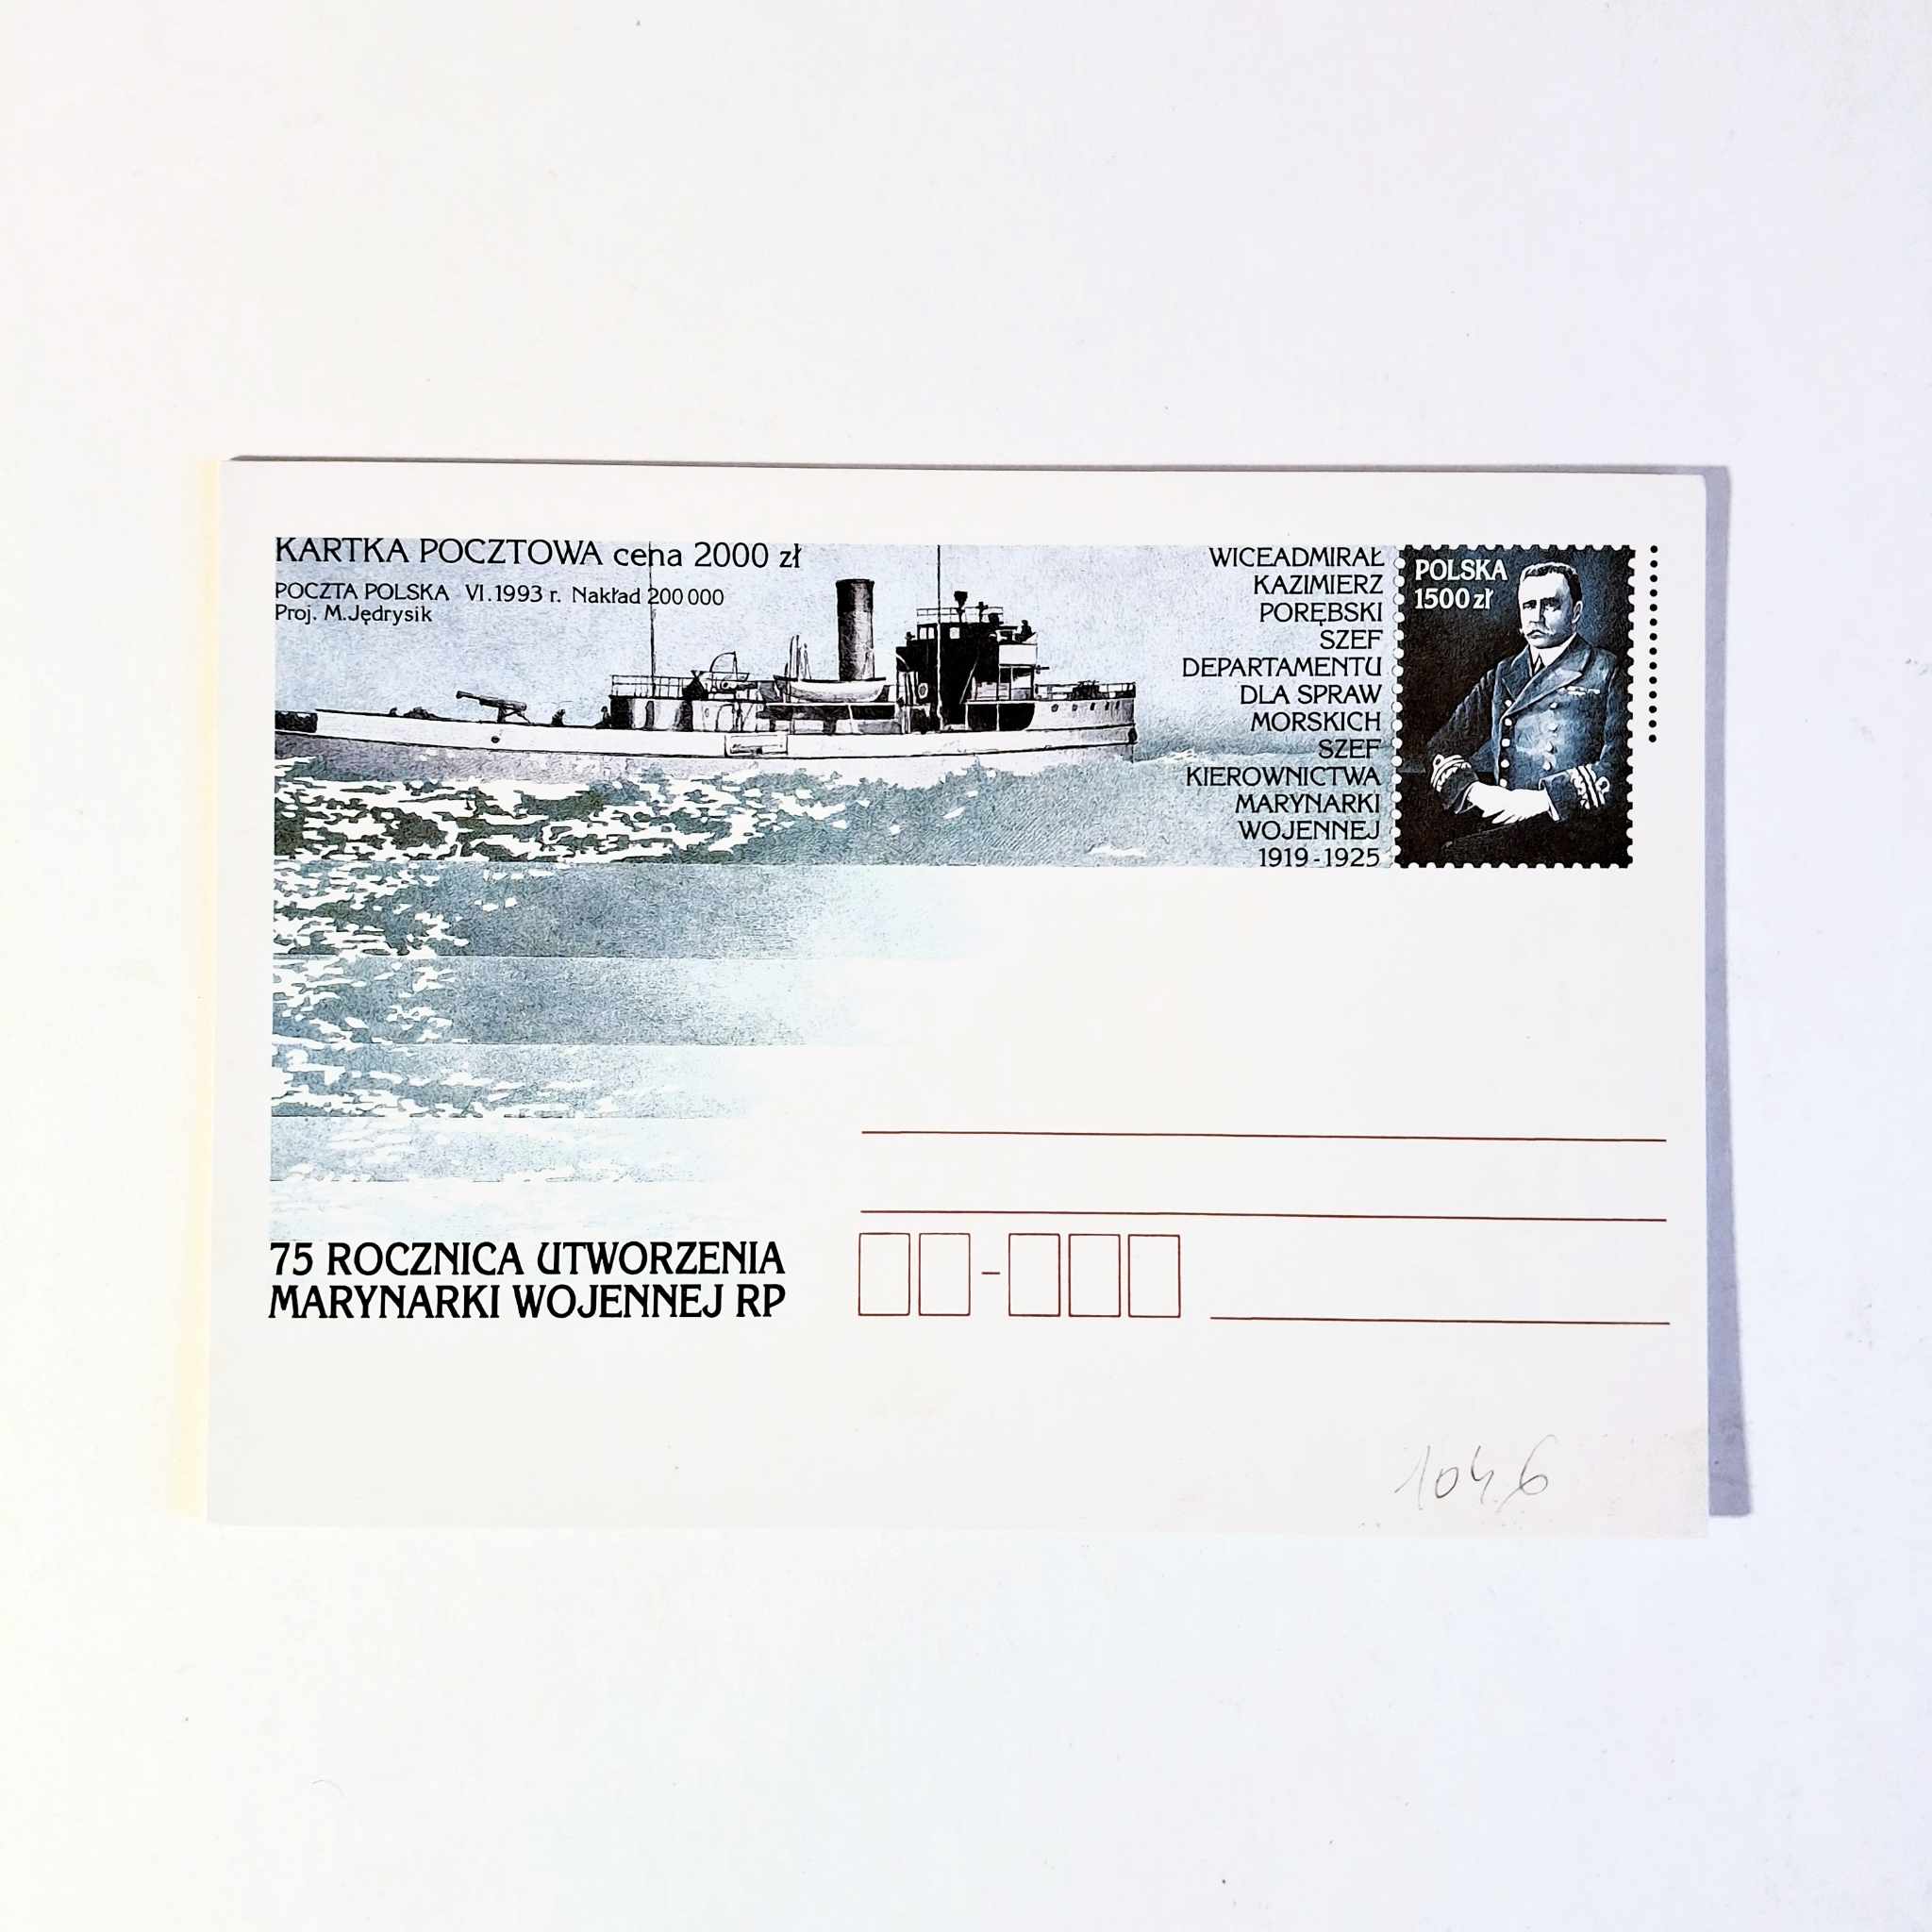 KARTKA POCZTOWA cena 2000 zł
POCZTA POLSKA VI.1993 r. Nakład 200 000
Proj. M.Jędrysik
WICEADMIRAŁ
KAZIMIERZ
PORĘBSKI
SZEF
DEPARTAMENTU
DLA SPRAW
MORSKICH
SZEF
KIEROWNICTWA
MARYNARKI
WOJENNEJ
1919-1925
POLSKA
1500 zł
75 ROCZNICA UTWORZENIA
MARYNARKI WOJENNEJ RP
1046